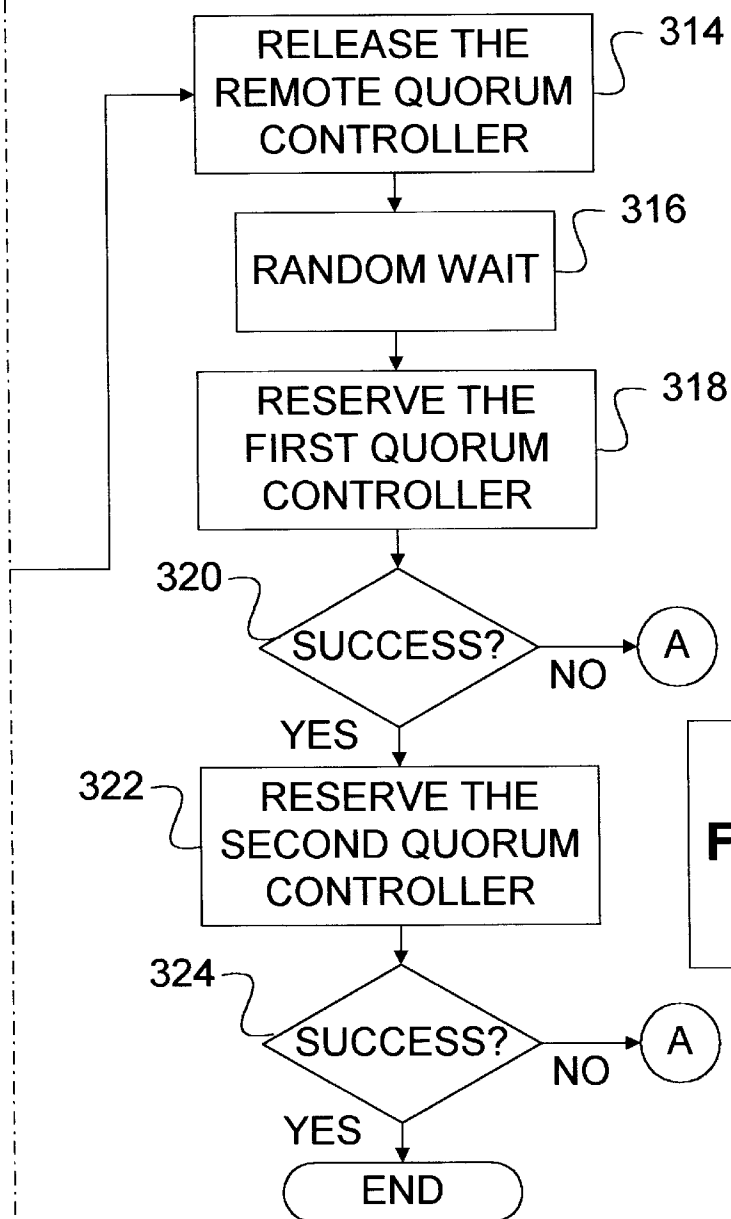 RELEASE THE
REMOTE QUORUM
CONTROLLER
314
RANDOM WAIT
316
RESERVE THE
FIRST QUORUM
CONTROLLER
318
320
SUCCESS?
NO
A
YES
322
RESERVE THE
SECOND QUORUM
CONTROLLER
F
324
SUCCESS?
NO
A
YES
END